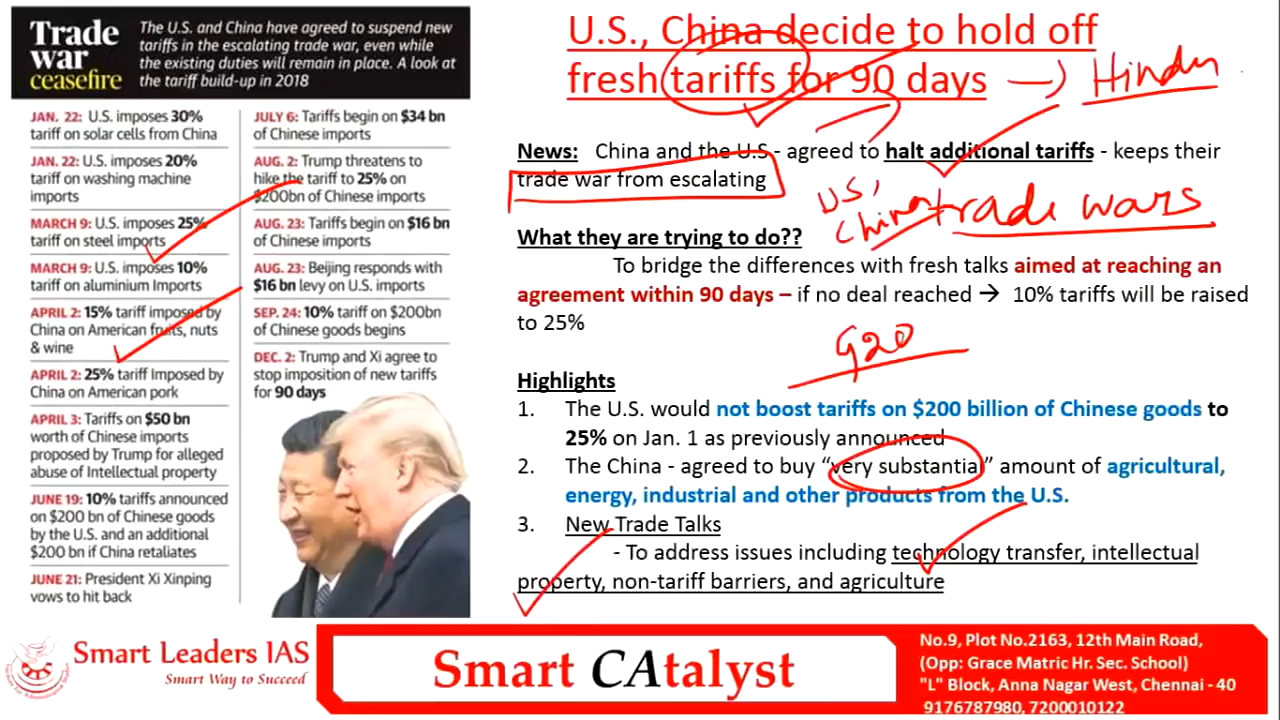 Trade
war
ceasefire
The U.S. and China have agreed to suspend new
tariffs in the escalating trade war, even while
the existing duties will remain in place. A look at
the tariff build-up in 2018
JAN. 22: U.S. imposes 30%
tariff on solar cells from China
JAN. 22: U.S. imposes 20%
tariff on washing machine
imports
MARCH 9: U.S. imposes 25%
tariff on steel imports
MARCH 9: U.S. imposes 10%
tariff on aluminium Imports
APRIL 2: 15% tariff imposed by
China on American fruits, nuts
& wine
APRIL 2: 25% tariff Imposed by
China on American pork
APRIL 3: Tariffs on $50 bn
worth of Chinese imports
proposed by Trump for alleged
abuse of Intellectual property
JUNE 19: 10% tariffs announced
on $200 bn of Chinese goods
by the U.S. and an additional
$200 bn if China retaliates
JUNE 21: President Xi Xinping
vows to hit back
JULY 6: Tariffs begin on $34 bn
of Chinese imports
AUG. 2: Trump threatens to
hike the tariff to 25% on
$200bn of Chinese imports
AUG. 23: Tariffs begin on $16 bn
of Chinese imports
AUG. 23: Beijing responds with
$16 bn levy on U.S. imports
SEP. 24: 10% tariff on $200bn
of Chinese goods begins
DEC. 2: Trump and Xi agree to
stop imposition of new tariffs
for 90 days
U.S., China decide to hold off
fresh tariffs for 90 days → Hindu
News: China and the U.S - agreed to halt additional tariffs - keeps their
trade war from escalating
US,
China trade wars
What they are trying to do??
To bridge the differences with fresh talks aimed at reaching an
agreement within 90 days – if no deal reached → 10% tariffs will be raised
to 25%
G20
Highlights
1. The U.S. would not boost tariffs on $200 billion of Chinese goods to
25% on Jan. 1 as previously announced
2. The China - agreed to buy “very substantial” amount of agricultural,
energy, industrial and other products from the U.S.
3. New Trade Talks
- To address issues including technology transfer, intellectual
property, non-tariff barriers, and agriculture
Smart Leaders IAS
Smart Way to Succeed
Smart CAtalyst
No.9, Plot No.2163, 12th Main Road,
(Opp: Grace Matric Hr. Sec. School)
"L" Block, Anna Nagar West, Chennai - 40
9176787980, 7200010122